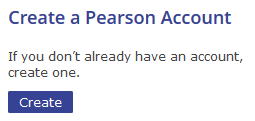 Create a Pearson Account
If you don't already have an account,
create one.
Create